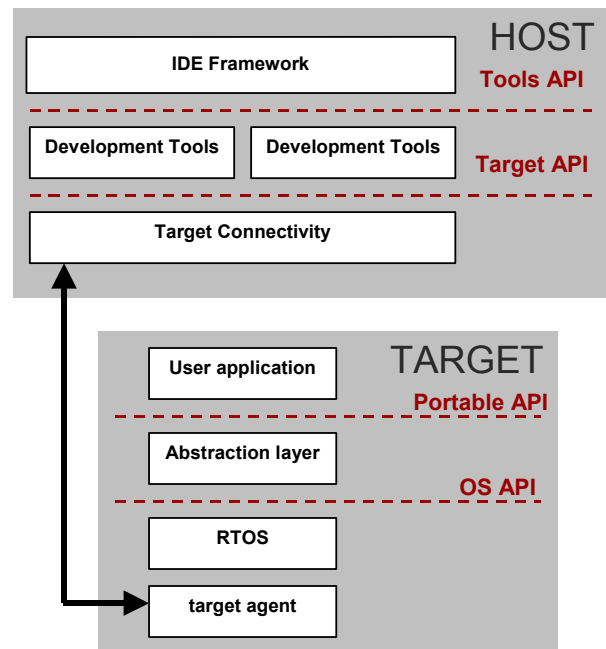 HOST
IDE Framework
Tools API
Development Tools
Development Tools
Target API
Target Connectivity
TARGET
User application
Portable API
Abstraction layer
OS API
RTOS
target agent